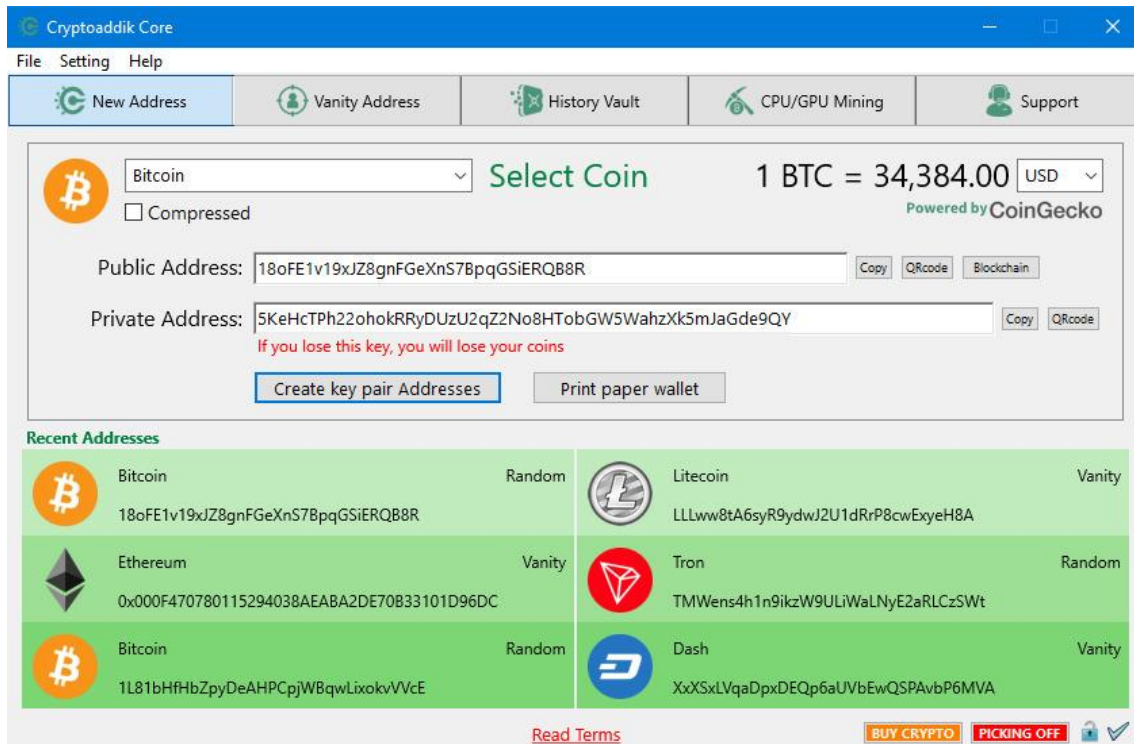 Cryptoaddik Core
File Setting Help
New Address Vanity Address History Vault CPU/GPU Mining Support
Bitcoin Select Coin 1 BTC = 34,384.00 USD
Compressed Powered by CoinGecko
Public Address: 18oFE1v19xJZ8gnFGeXnS7BpqGSiERQB8R Copy QRcode Blockchain
Private Address: 5KeHcTPh22ohokRRyDUzU2qZ2No8HTobGW5WahzXk5mJaGde9QY Copy QRcode
If you lose this key, you will lose your coins
Create key pair Addresses Print paper wallet
Recent Addresses
Bitcoin Random Litecoin Vanity
18oFE1v19xJZ8gnFGeXnS7BpqGSiERQB8R LLLww8tA6syR9ydwJ2U1dRrP8cwExyeH8A
Ethereum Vanity Tron Random
0x000F470780115294038AEABA2DE70B33101D96DC TMWens4h1n9ikzW9ULiWaLNyE2aRLCzSWt
Bitcoin Random Dash Vanity
1L81bHfHbZpyDeAHPCpjWBqwLixokvVVcE XxXSxLVqaDpxDEQp6aUVbEwQSPAvbP6MVA
Read Terms BUY CRYPTO PICKING OFF